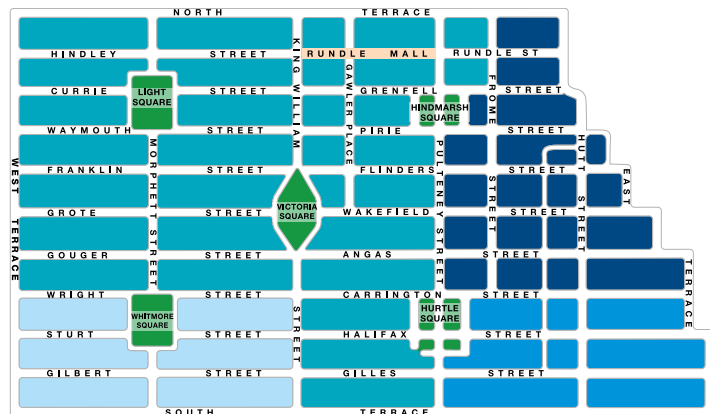 NORTH TERRACE
HINDLEY STREET RUNDLE MALL RUNDLE ST
CURRIE STREET GRENFELL STREET
LIGHT
SQUARE
HINDMARSH
SQUARE
WAYMOUTH STREET PIRIE STREET
FRANKLIN STREET FLINDERS STREET
VICTORIA
SQUARE
GROTE STREET WAKEFIELD STREET
GOUGER STREET ANGAS STREET
WRIGHT STREET CARRINGTON STREET
WHITMORE
SQUARE
HURTLE
SQUARE
STURT STREET HALIFAX STREET
GILBERT STREET GILLES STREET
SOUTH TERRACE
WEST TERRACE
MORPHETT STREET
KING WILLIAM STREET
GAWLER PLACE
PULTENEY STREET
FROME STREET
HUTT STREET
EAST TERRACE